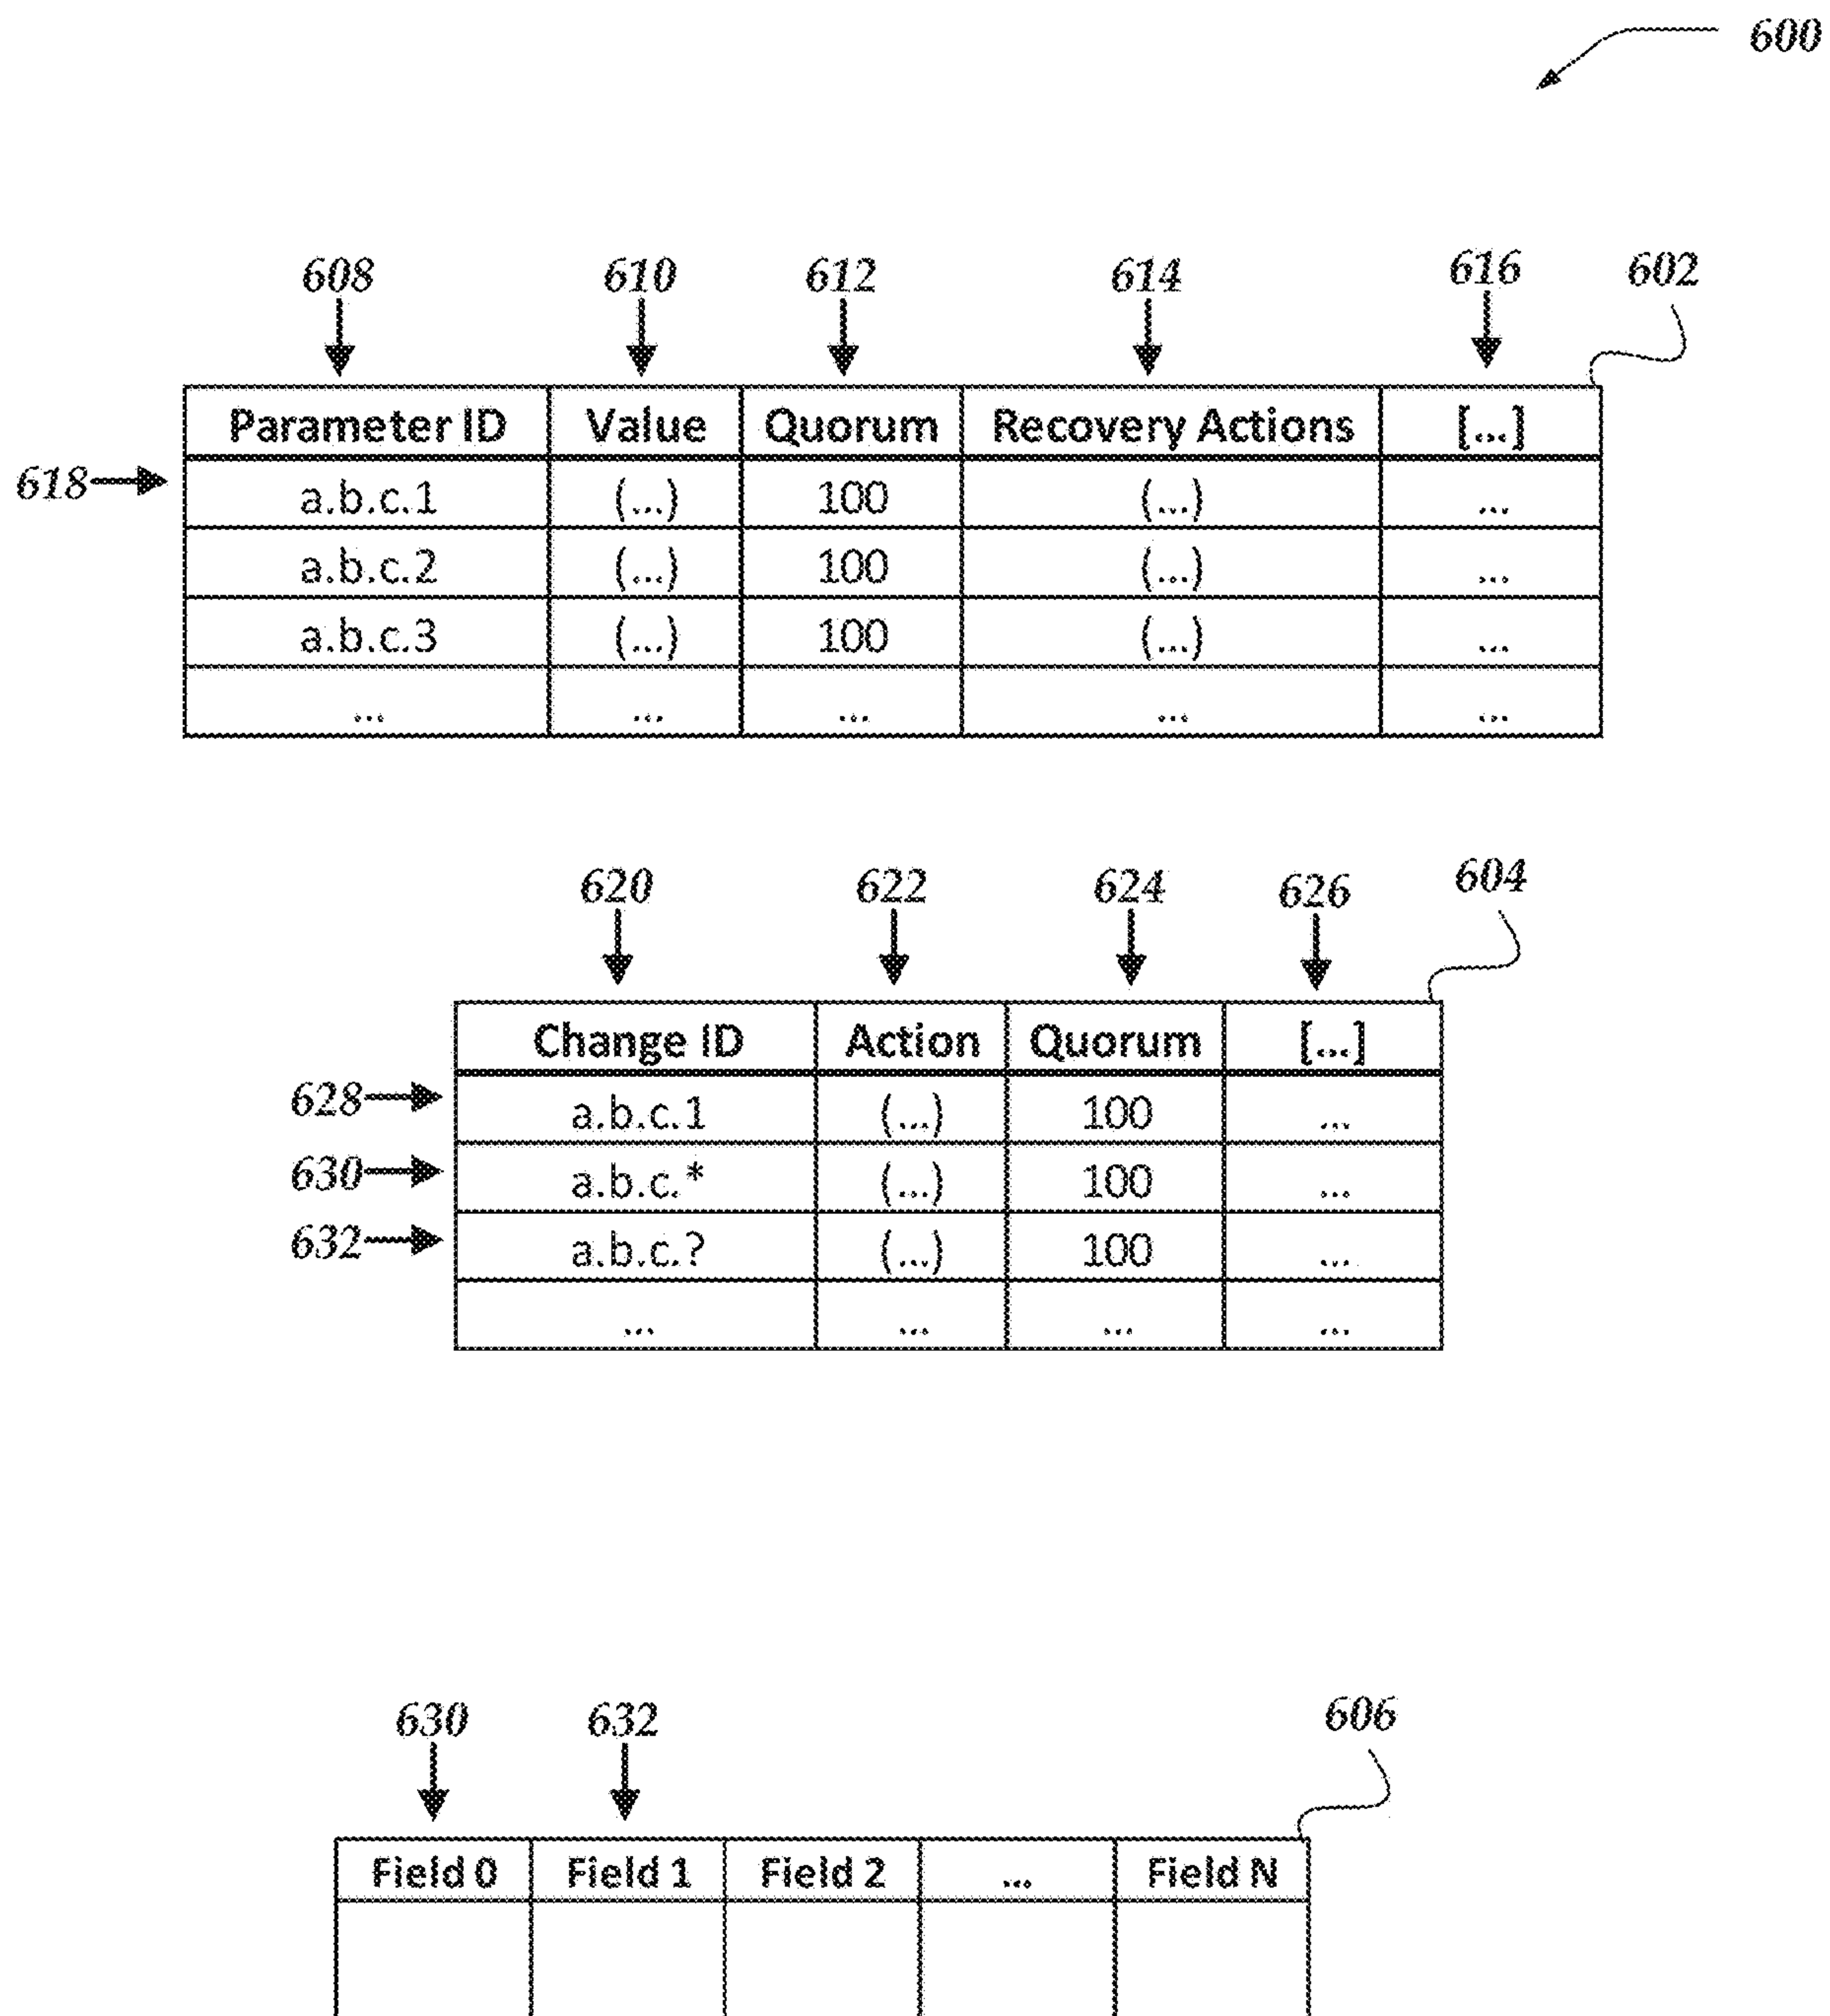 600
608 610 612 614 616 602
Parameter ID Value Quorum Recovery Actions [...]
618 a.b.c.1 (...) 100 (...) ...
a.b.c.2 (...) 100 (...) ...
a.b.c.3 (...) 100 (...) ...
... ... ... ... ...
620 622 624 626 604
Change ID Action Quorum [...]
628 a.b.c.1 (...) 100 ...
630 a.b.c.* (...) 100 ...
632 a.b.c.? (...) 100 ...
... ... ... ...
630 632 606
Field 0 Field 1 Field 2 ... Field N